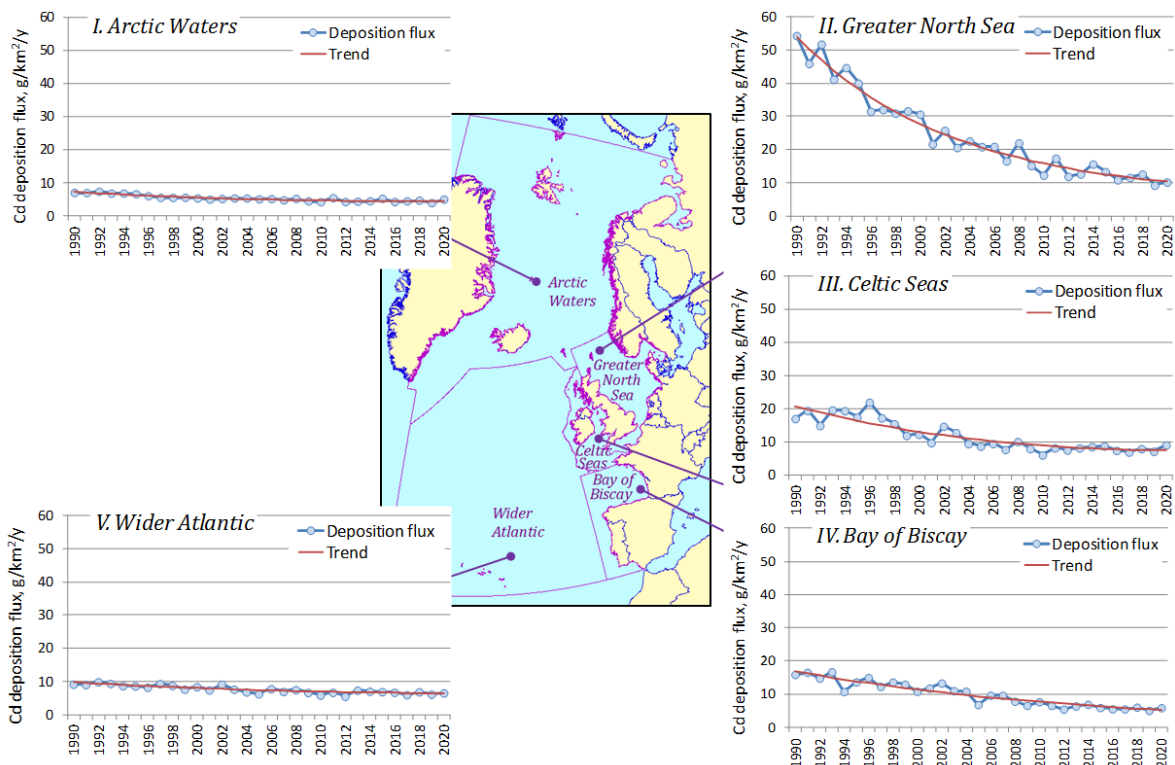 I. Arctic Waters
Deposition flux
Trend
Cd deposition flux, g/km²/y
60
50
40
30
20
10
0
1990 1992 1994 1996 1998 2000 2002 2004 2006 2008 2010 2012 2014 2016 2018 2020
II. Greater North Sea
Deposition flux
Trend
Cd deposition flux, g/km²/y
60
50
40
30
20
10
0
1990 1992 1994 1996 1998 2000 2002 2004 2006 2008 2010 2012 2014 2016 2018 2020
Arctic
Waters
Greater
North
Sea
Celtic
Seas
Bay of
Biscay
Wider
Atlantic
III. Celtic Seas
Deposition flux
Trend
Cd deposition flux, g/km²/y
60
50
40
30
20
10
0
1990 1992 1994 1996 1998 2000 2002 2004 2006 2008 2010 2012 2014 2016 2018 2020
V. Wider Atlantic
Deposition flux
Trend
Cd deposition flux, g/km²/y
60
50
40
30
20
10
0
1990 1992 1994 1996 1998 2000 2002 2004 2006 2008 2010 2012 2014 2016 2018 2020
IV. Bay of Biscay
Deposition flux
Trend
Cd deposition flux, g/km²/y
60
50
40
30
20
10
0
1990 1992 1994 1996 1998 2000 2002 2004 2006 2008 2010 2012 2014 2016 2018 2020